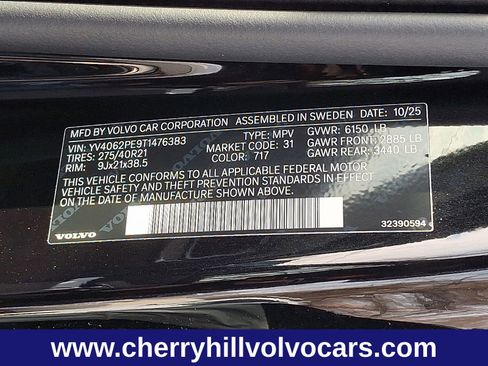 MFD BY VOLVO CAR CORPORATION ASSEMBLED IN SWEDEN DATE: 10/25
VIN: YV4062PE9T1476383 TYPE: MPV GVWR: 6150 LB
TIRES: 275/40R21 MARKET CODE: 31 GAWR FRONT: 2885 LB
RIM: 9Jx21x38.5 COLOR: 717 GAWR REAR: 3440 LB
THIS VEHICLE CONFORMS TO ALL APPLICABLE FEDERAL MOTOR
VEHICLE SAFETY AND THEFT PREVENTION STANDARDS IN EFFECT
ON THE DATE OF MANUFACTURE SHOWN ABOVE.
VOLVO 32390594
www.cherryhillvolvocars.com